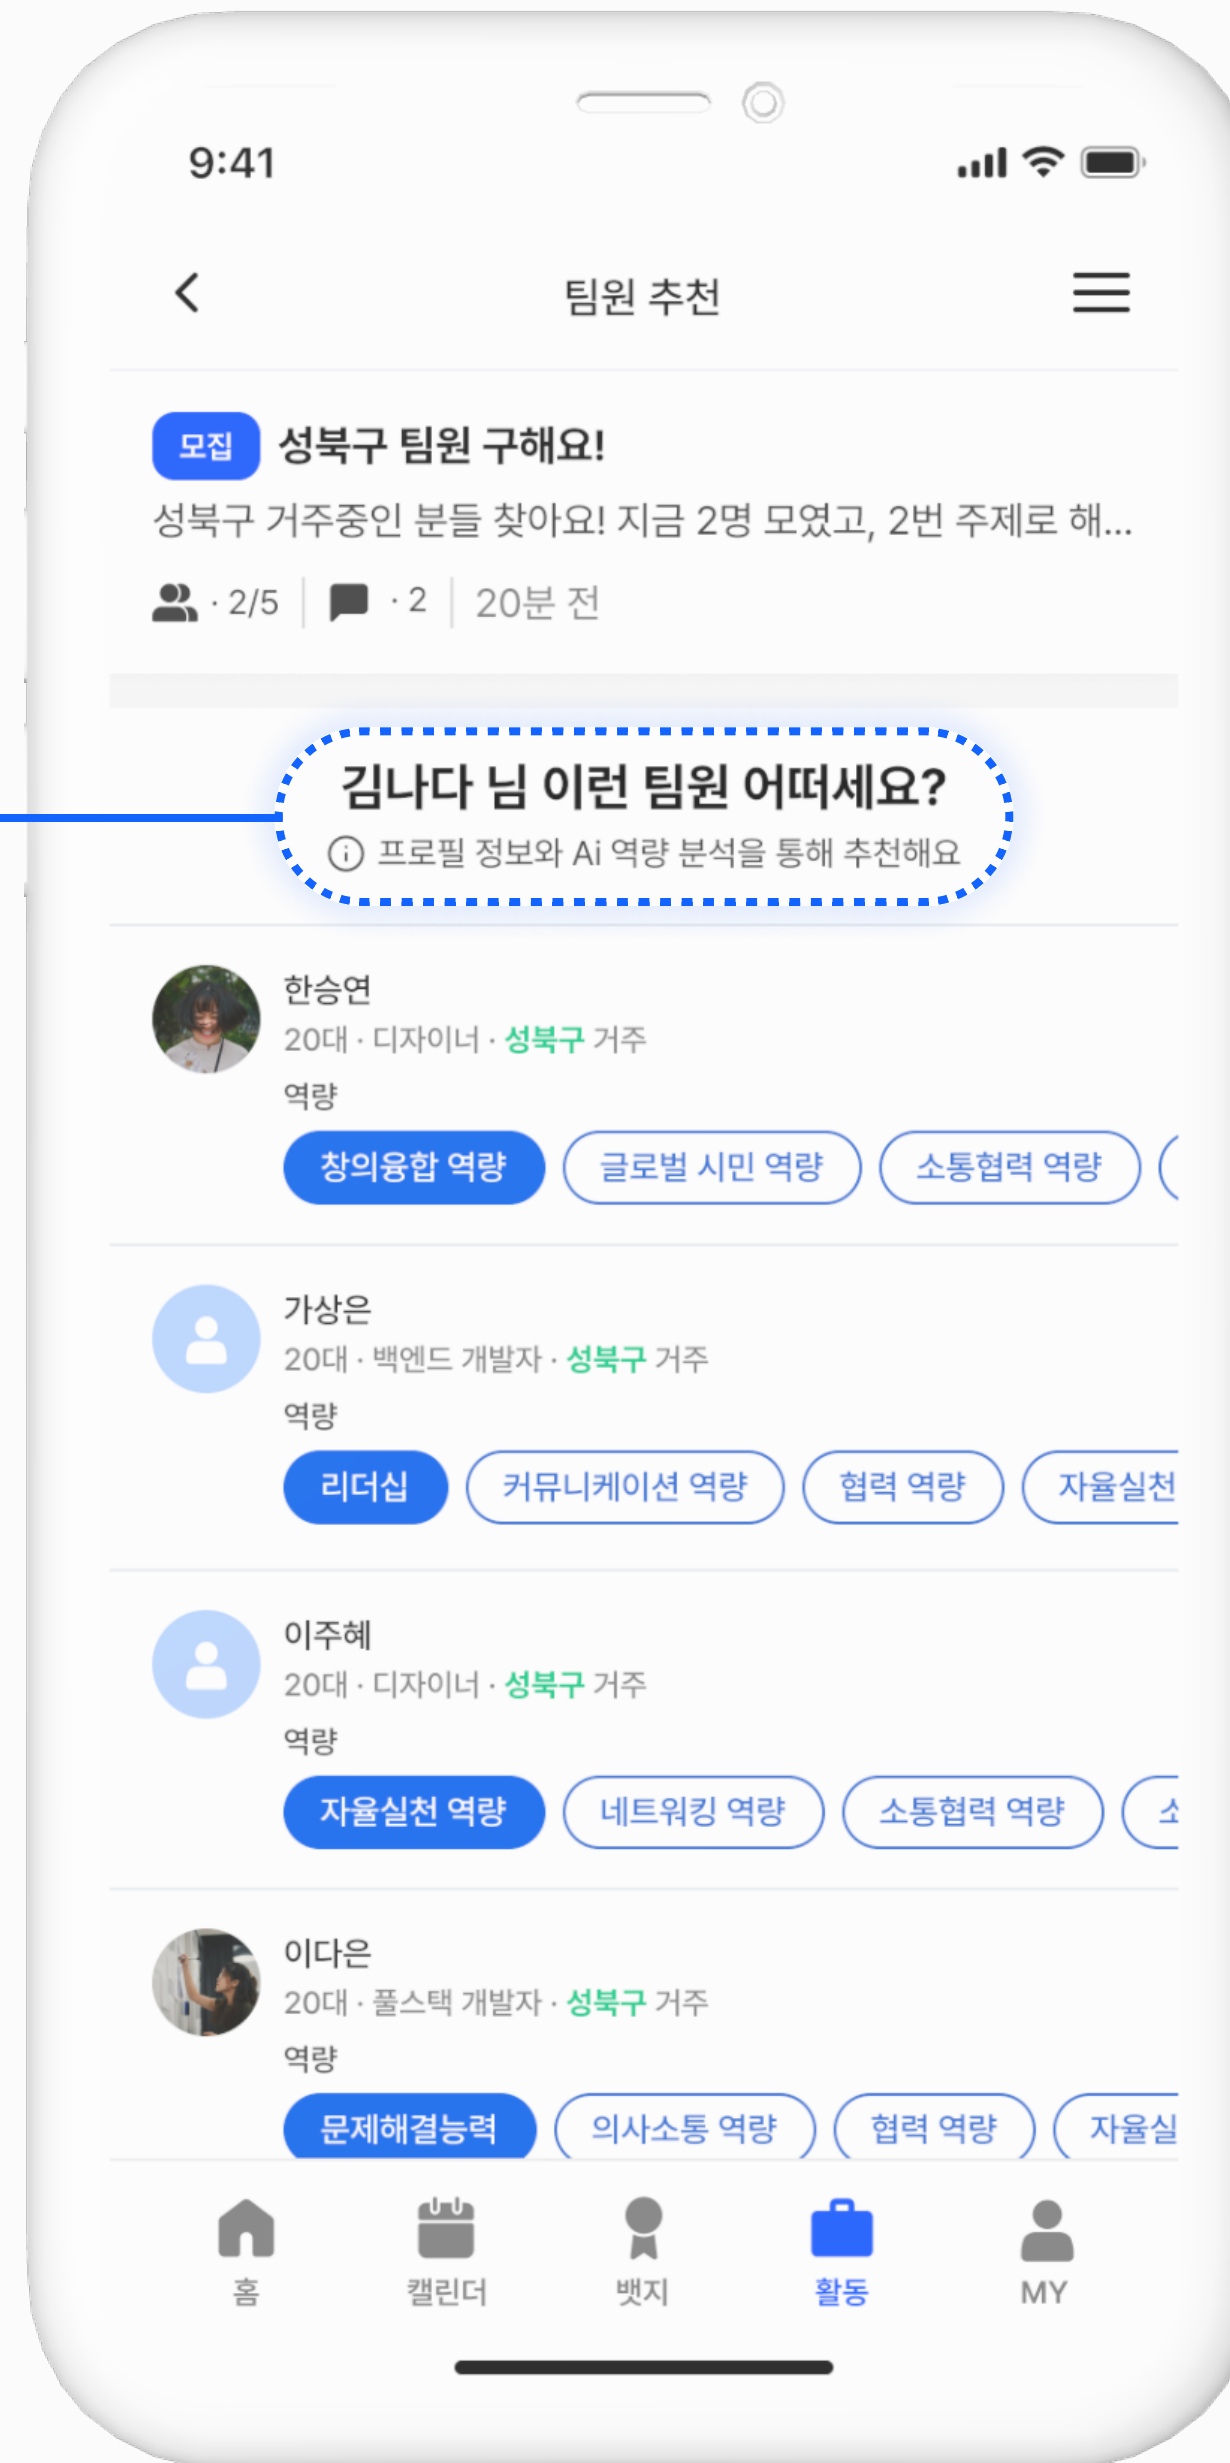 9:41
팀원 추천
모집 성북구 팀원 구해요!
성북구 거주중인 분들 찾아요! 지금 2명 모였고, 2번 주제로 해...
· 2/5 · 2 20분 전
김나다 님 이런 팀원 어떠세요?
프로필 정보와 Ai 역량 분석을 통해 추천해요
한승연
20대 · 디자이너 · 성북구 거주
역량
창의융합 역량 글로벌 시민 역량 소통협력 역량
가상은
20대 · 백엔드 개발자 · 성북구 거주
역량
리더십 커뮤니케이션 역량 협력 역량 자율실천
이주혜
20대 · 디자이너 · 성북구 거주
역량
자율실천 역량 네트워킹 역량 소통협력 역량
이다은
20대 · 풀스택 개발자 · 성북구 거주
역량
문제해결능력 의사소통 역량 협력 역량 자율실
홈 캘린더 뱃지 활동 MY